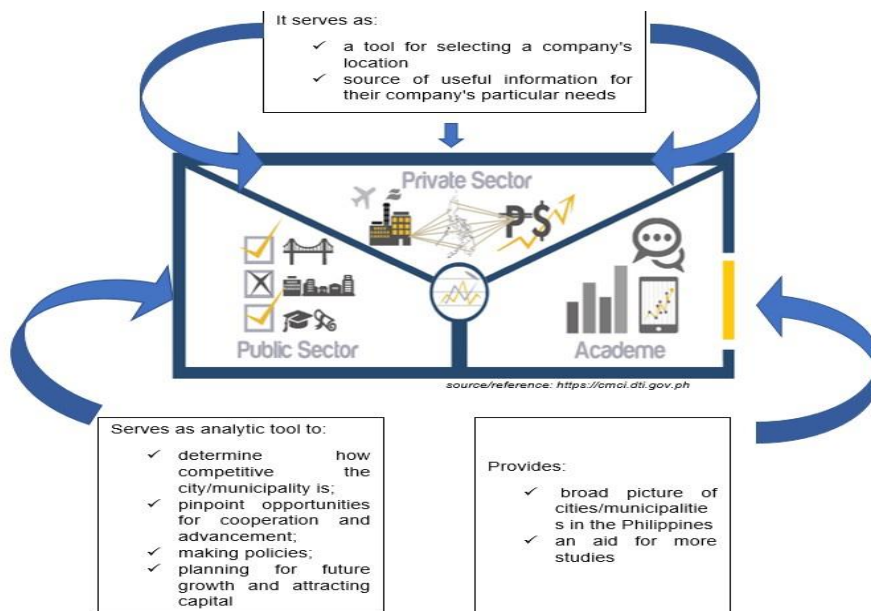 It serves as:
✓ a tool for selecting a company's
location
✓ source of useful information for
their company's particular needs
Private Sector
₱ $
Public Sector
Academe
source/reference: https://cmci.dti.gov.ph
Serves as analytic tool to:
✓ determine how
competitive the
city/municipality is;
✓ pinpoint opportunities
for cooperation and
advancement;
✓ making policies;
✓ planning for future
growth and attracting
capital
Provides:
✓ broad picture of
cities/municipalitie
s in the Philippines
✓ an aid for more
studies